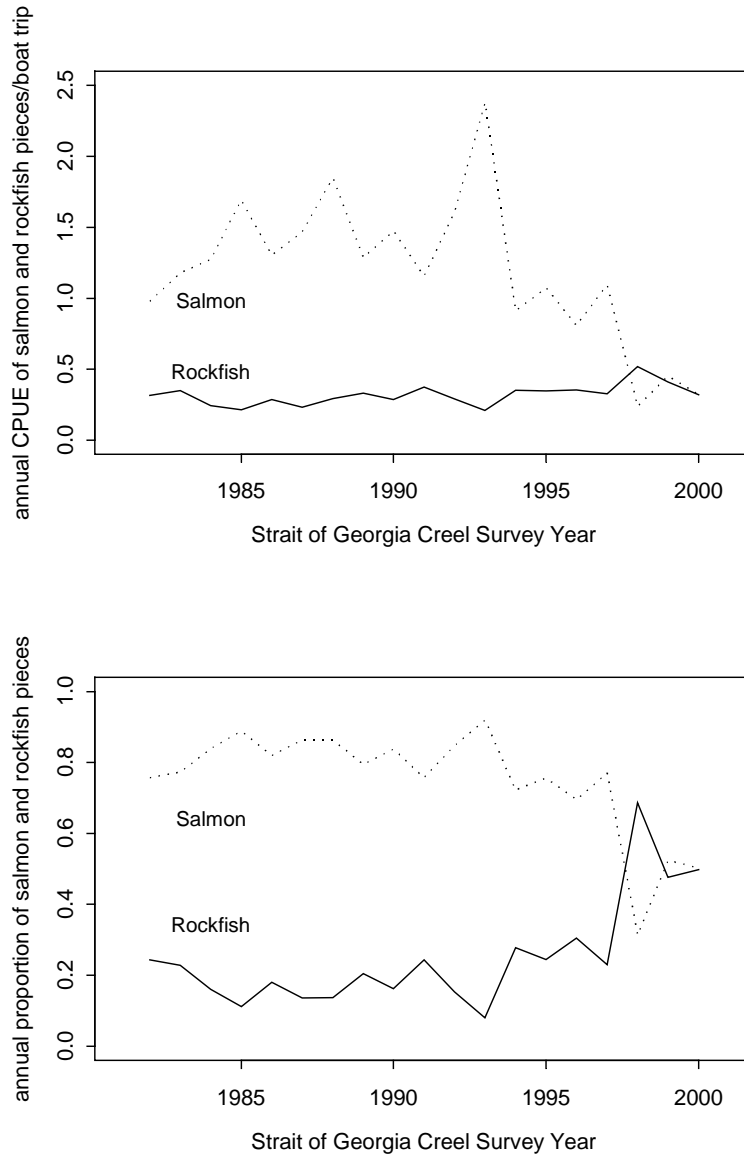 annual CPUE of salmon and rockfish pieces/boat trip
2.5
2.0
1.5
1.0
0.5
0.0
Salmon
Rockfish
1985 1990 1995 2000
Strait of Georgia Creel Survey Year
annual proportion of salmon and rockfish pieces
1.0
0.8
0.6
0.4
0.2
0.0
Salmon
Rockfish
1985 1990 1995 2000
Strait of Georgia Creel Survey Year